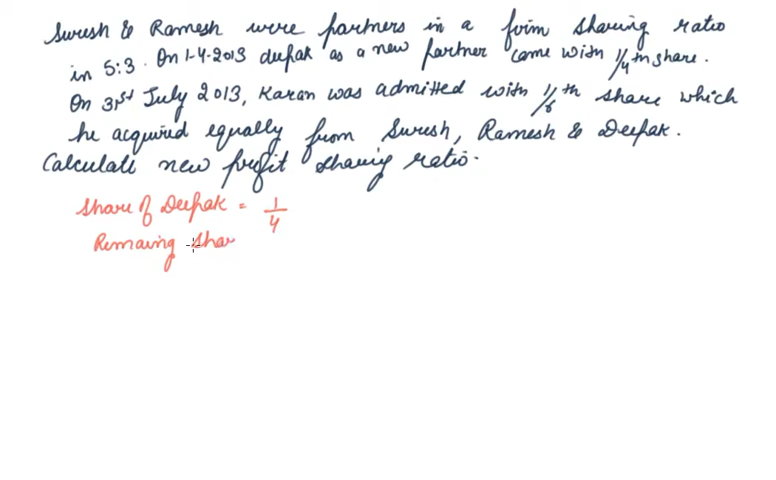 Suresh & Ramesh were partners in a firm sharing ratio
in 5:3. On 1-4-2013 deepak as a new partner came with 1/4th share.
On 31st July 2013, Karan was admitted with 1/6th share which
he acquired equally from Suresh, Ramesh & Deepak.
Calculate new profit sharing ratio.
Share of Deepak = 1/4
Remaing Shar